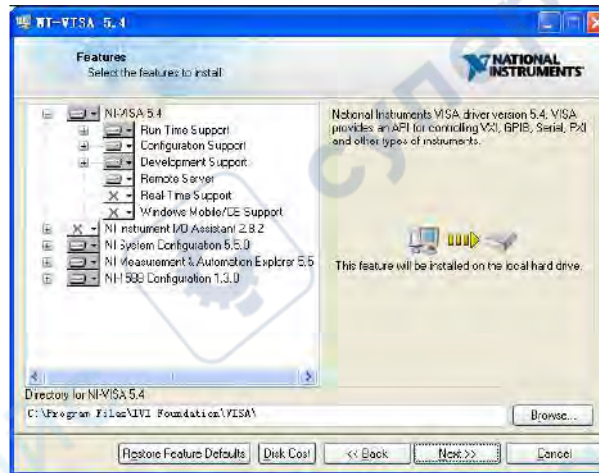 NI-VISA 5.4
Features
Select the features to install
NATIONAL
INSTRUMENTS
NI-VISA 5.4
Run Time Support
Configuration Support
Development Support
Remote Server
Real-Time Support
Windows Mobile/CE Support
NI Instrument I/O Assistant 2.8.2
NI System Configuration 5.5.0
NI Measurement & Automation Explorer 5.5
NI-1588 Configuration 1.3.0
National Instruments VISA driver version 5.4. VISA
provides an API for controlling VXI, GPIB, Serial, PXI
and other types of instruments.
This feature will be installed on the local hard drive.
Directory for NI-VISA 5.4
C:\Program Files\IVI Foundation\VISA\
Browse...
Restore Feature Defaults
Disk Cost
<< Back
Next >>
Cancel